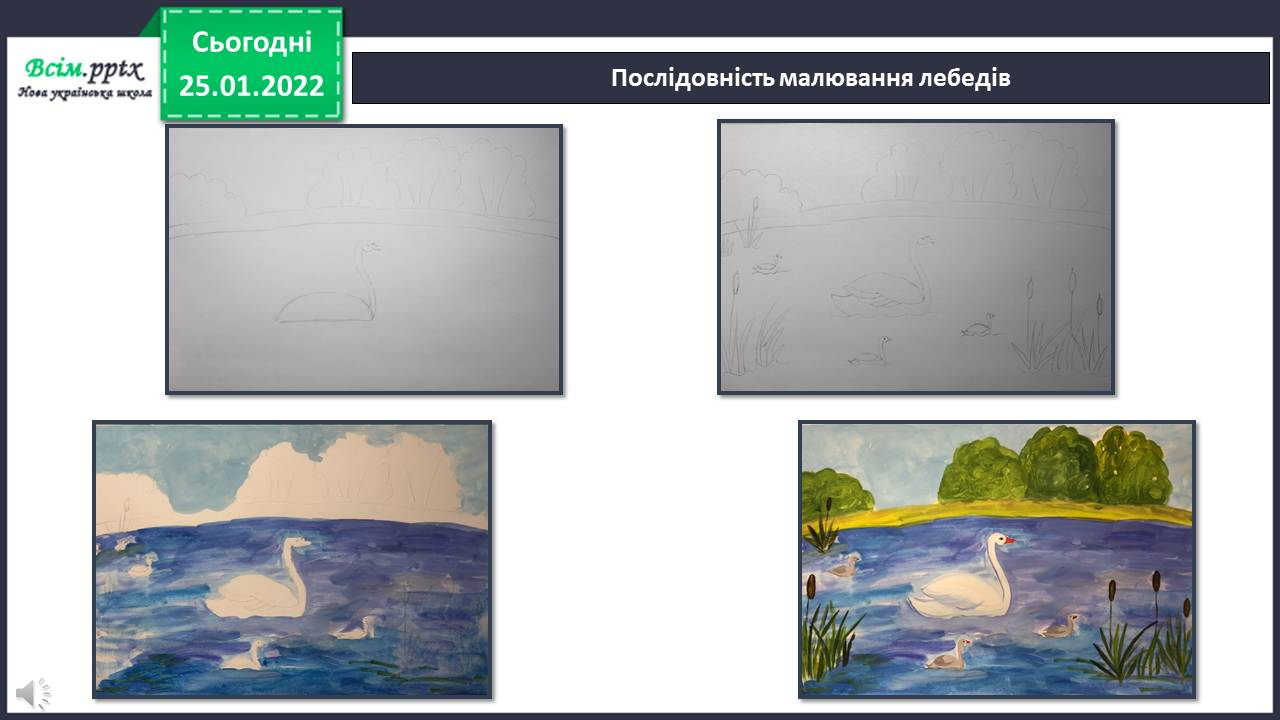 Всім.pptx
Нова українська школа
Сьогодні
25.01.2022
Послідовність малювання лебедів